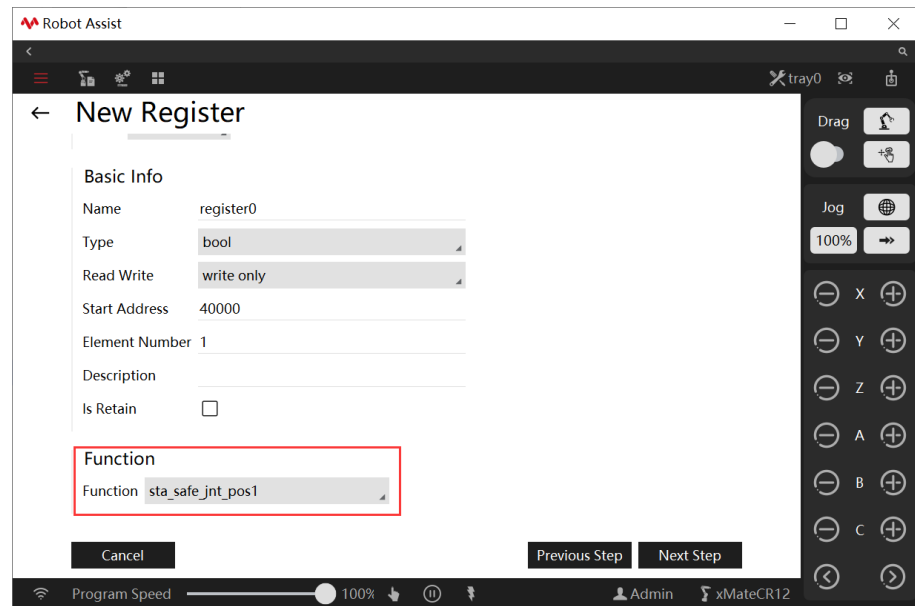 Robot Assist
tray0
New Register
Basic Info
Name register0
Type bool
Read Write write only
Start Address 40000
Element Number 1
Description
Is Retain
Function
Function sta_safe_jnt_pos1
Cancel Previous Step Next Step
Drag
Jog
100%
X
Y
Z
A
B
C
Program Speed 100% Admin xMateCR12